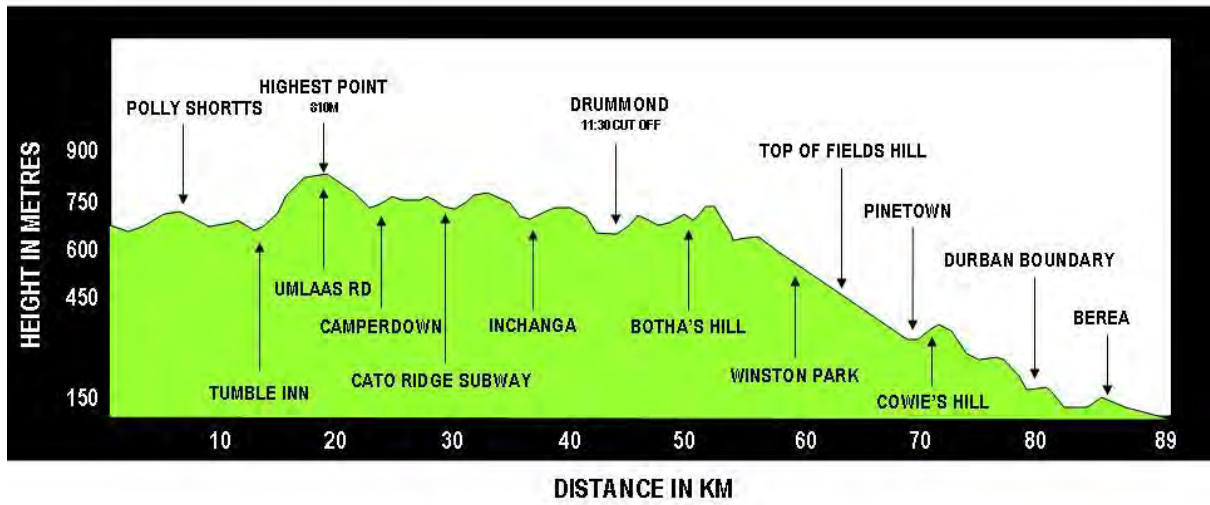 HIGHEST POINT
810M
POLLY SHORTTS
DRUMMOND
11:30 CUT OFF
TOP OF FIELDS HILL
PINETOWN
DURBAN BOUNDARY
BEREA
HEIGHT IN METRES
900
750
600
450
150
UMLAAS RD
CAMPERDOWN
INCHANGA
BOTHA'S HILL
TUMBLE INN
CATO RIDGE SUBWAY
WINSTON PARK
COWIE'S HILL
10
20
30
40
50
60
70
80
89
DISTANCE IN KM